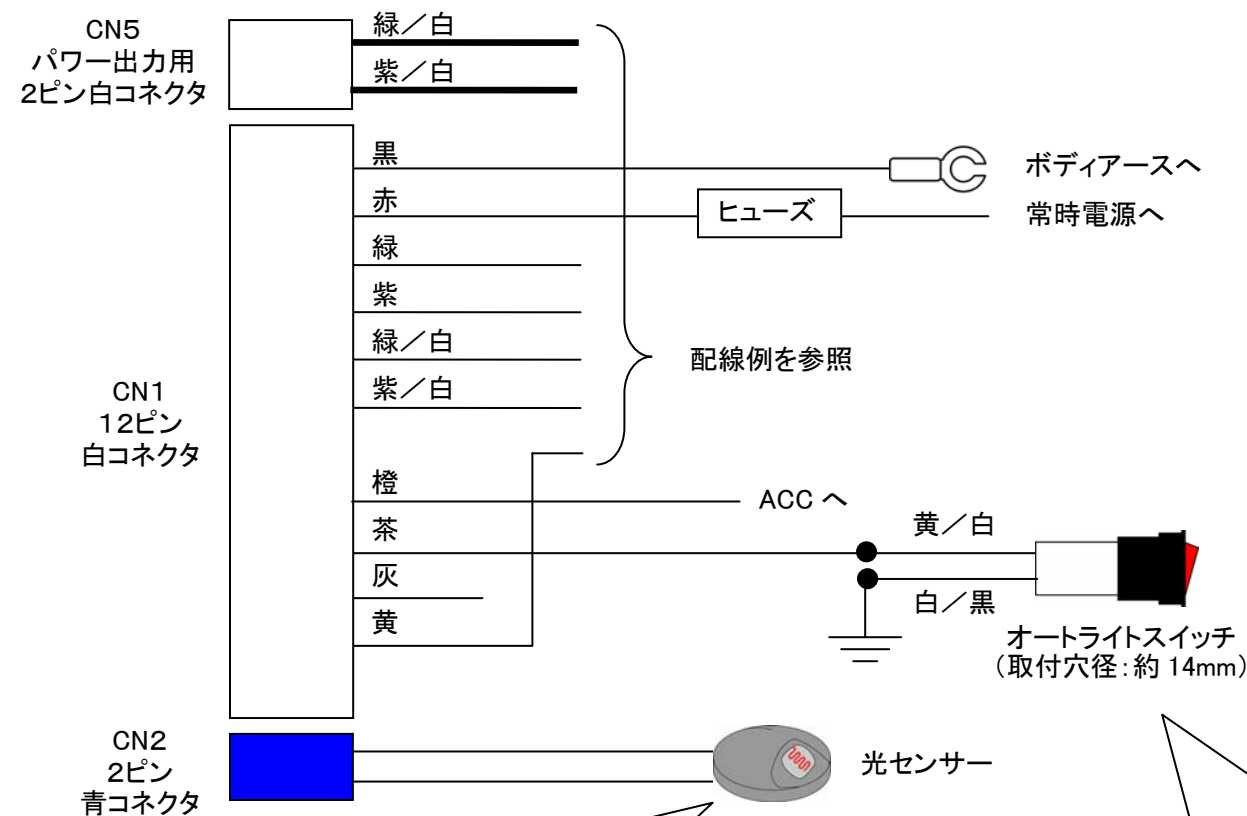 CN5
パワー出力用
2ピン白コネクタ
緑／白
紫／白
黒
ボディアースへ
赤
ヒューズ
常時電源へ
緑
紫
緑／白
紫／白
配線例を参照
CN1
12ピン
白コネクタ
橙
ACC へ
茶
黄／白
灰
白／黒
黄
オートライトスイッチ
（取付穴径：約 14mm）
CN2
2ピン
青コネクタ
光センサー